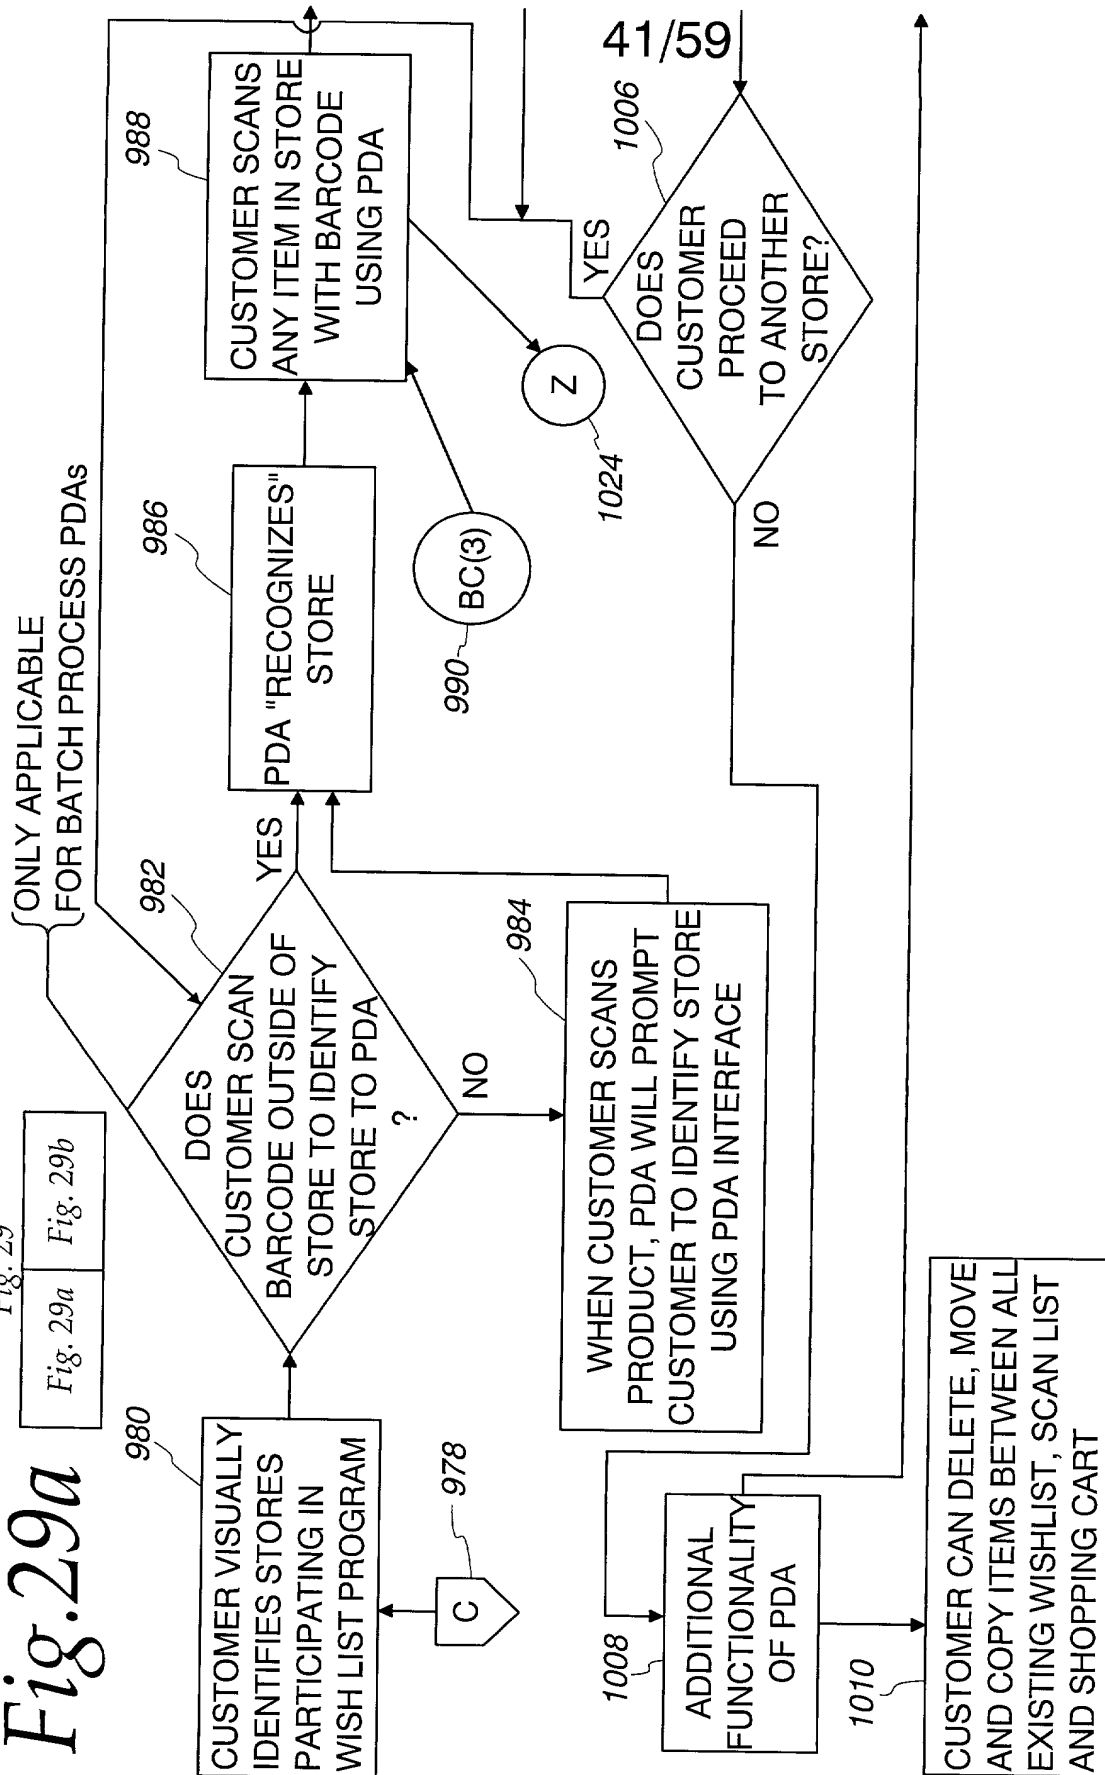 41/59
Fig.29a
Fig. 29
Fig. 29a
Fig. 29b
ONLY APPLICABLE
FOR BATCH PROCESS PDAs
978
C
980
CUSTOMER VISUALLY
IDENTIFIES STORES
PARTICIPATING IN
WISH LIST PROGRAM
982
DOES
CUSTOMER SCAN
BARCODE OUTSIDE OF
STORE TO IDENTIFY
STORE TO PDA
?
YES
NO
984
WHEN CUSTOMER SCANS
PRODUCT, PDA WILL PROMPT
CUSTOMER TO IDENTIFY STORE
USING PDA INTERFACE
986
PDA "RECOGNIZES"
STORE
988
CUSTOMER SCANS
ANY ITEM IN STORE
WITH BARCODE
USING PDA
990
BC(3)
Z
1024
1006
DOES
CUSTOMER
PROCEED
TO ANOTHER
STORE?
YES
NO
1008
ADDITIONAL
FUNCTIONALITY
OF PDA
1010
CUSTOMER CAN DELETE, MOVE
AND COPY ITEMS BETWEEN ALL
EXISTING WISHLIST, SCAN LIST
AND SHOPPING CART